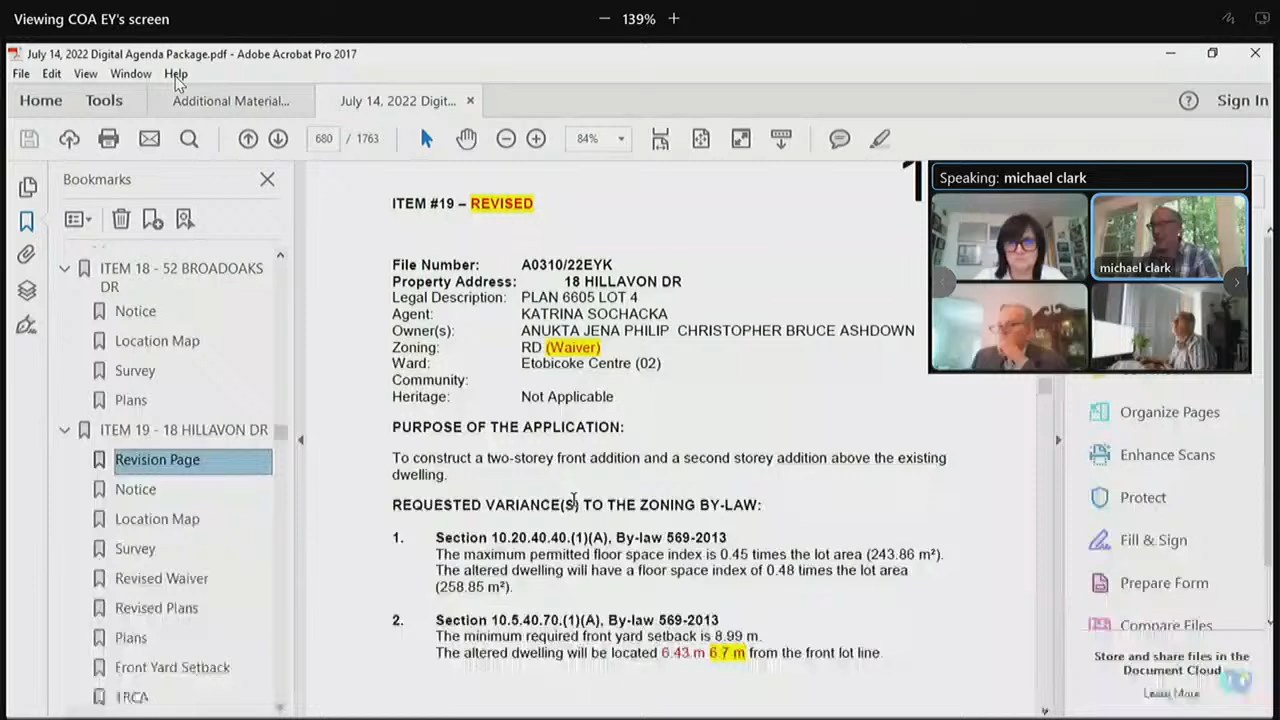 Viewing COA EY's screen
139%
July 14, 2022 Digital Agenda Package.pdf - Adobe Acrobat Pro 2017
File Edit View Window Help
Home Tools Additional Material... July 14, 2022 Digit... Sign In
680 / 1763 84%
Bookmarks
ITEM 18 - 52 BROADOAKS
DR
Notice
Location Map
Survey
Plans
ITEM 19 - 18 HILLAVON DR
Revision Page
Notice
Location Map
Survey
Revised Waiver
Revised Plans
Plans
Front Yard Setback
TRCA
1
ITEM #19 – REVISED
File Number: A0310/22EYK
Property Address: 18 HILLAVON DR
Legal Description: PLAN 6605 LOT 4
Agent: KATRINA SOCHACKA
Owner(s): ANUKTA JENA PHILIP CHRISTOPHER BRUCE ASHDOWN
Zoning: RD (Waiver)
Ward: Etobicoke Centre (02)
Community:
Heritage: Not Applicable
PURPOSE OF THE APPLICATION:
To construct a two-storey front addition and a second storey addition above the existing
dwelling.
REQUESTED VARIANCE(S) TO THE ZONING BY-LAW:
1. Section 10.20.40.40.(1)(A), By-law 569-2013
The maximum permitted floor space index is 0.45 times the lot area (243.86 m²).
The altered dwelling will have a floor space index of 0.48 times the lot area
(258.85 m²).
2. Section 10.5.40.70.(1)(A), By-law 569-2013
The minimum required front yard setback is 8.99 m.
The altered dwelling will be located 6.43 m 6.7 m from the front lot line.
Speaking: michael clark
michael clark
Organize Pages
Enhance Scans
Protect
Fill & Sign
Prepare Form
Compare Files
Store and share files in the
Document Cloud
Learn More